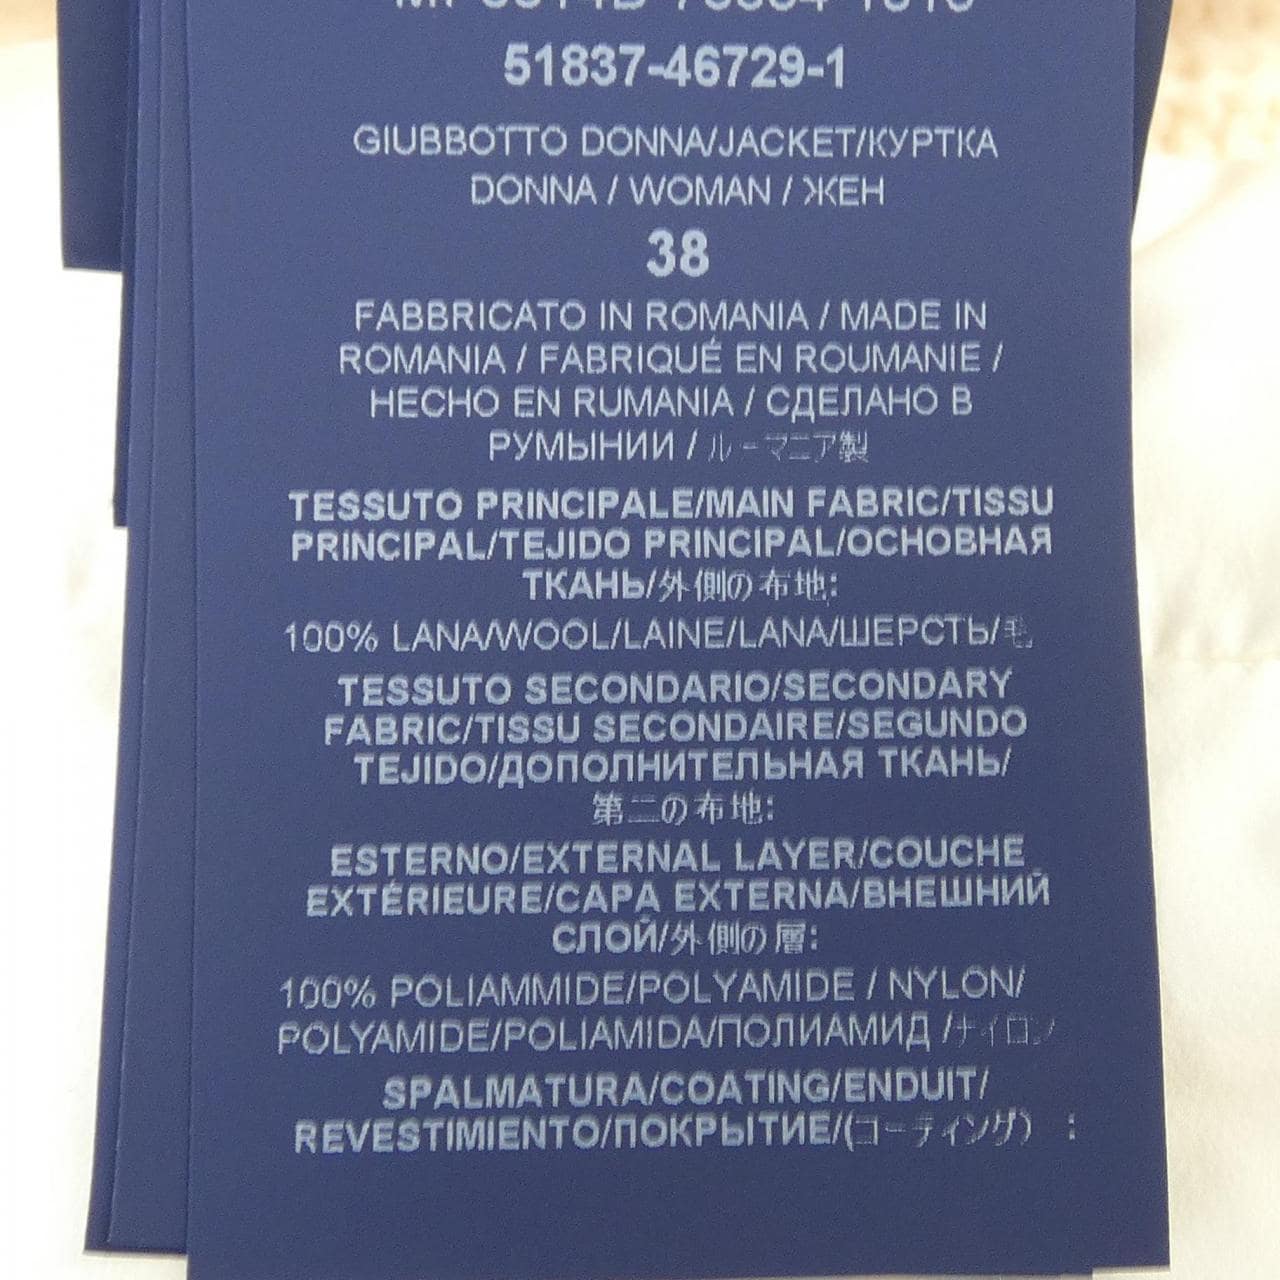 51837-46729-1
GIUBBOTTO DONNA/JACKET/КУРТКА
DONNA / WOMAN / ЖЕН
38
FABBRICATO IN ROMANIA / MADE IN
ROMANIA / FABRIQUÉ EN ROUMANIE /
HECHO EN RUMANIA / СДЕЛАНО В
РУМЫНИИ / ルーマニア製
TESSUTO PRINCIPALE/MAIN FABRIC/TISSU
PRINCIPAL/TEJIDO PRINCIPAL/ОСНОВНАЯ
ТКАНЬ/外側の布地:
100% LANA/WOOL/LAINE/LANA/ШЕРСТЬ/毛
TESSUTO SECONDARIO/SECONDARY
FABRIC/TISSU SECONDAIRE/SEGUNDO
TEJIDO/ДОПОЛНИТЕЛЬНАЯ ТКАНЬ/
第二の布地:
ESTERNO/EXTERNAL LAYER/COUCHE
EXTÉRIEURE/CAPA EXTERNA/ВНЕШНИЙ
СЛОЙ/外側の層:
100% POLIAMMIDE/POLYAMIDE / NYLON/
POLYAMIDE/POLIAMIDA/ПОЛИАМИД /ナイロン
SPALMATURA/COATING/ENDUIT/
REVESTIMIENTO/ПОКРЫТИЕ/(コーティング) :